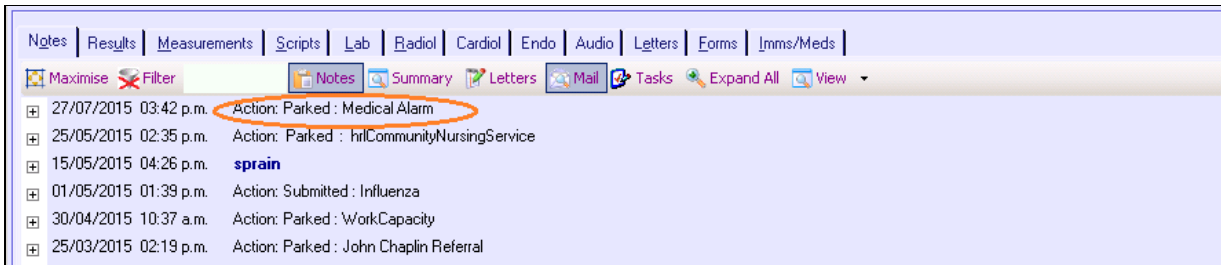 Notes Results Measurements Scripts Lab Radiol Cardiol Endo Audio Letters Forms Imms/Meds
Maximise Filter Notes Summary Letters Mail Tasks Expand All View
27/07/2015 03:42 p.m. Action: Parked : Medical Alarm
25/05/2015 02:35 p.m. Action: Parked : hrlCommunityNursingService
15/05/2015 04:26 p.m. sprain
01/05/2015 01:39 p.m. Action: Submitted : Influenza
30/04/2015 10:37 a.m. Action: Parked : WorkCapacity
25/03/2015 02:19 p.m. Action: Parked : John Chaplin Referral